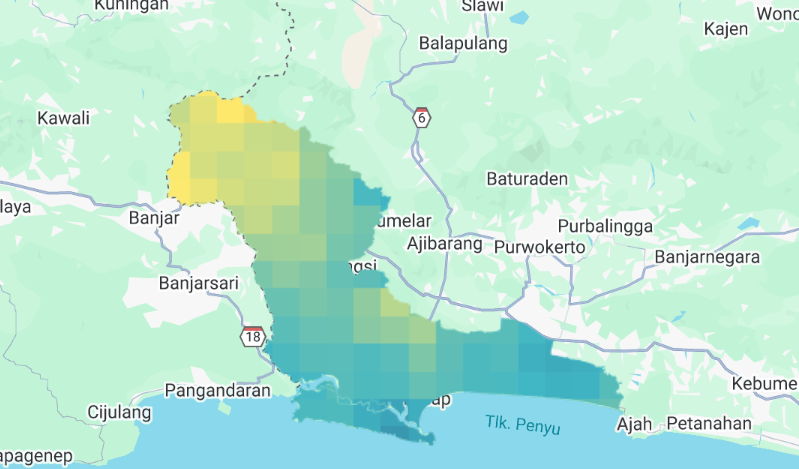 Kuningan
Slawi
Wono
Kajen
Balapulang
Kawali
6
Baturaden
laya
Banjar
umelar
Purbalingga
Ajibarang
Purwokerto
Banjarnegara
ngsi
Banjarsari
18
Pangandaran
Kebume
ap
Cijulang
Tlk. Penyu
Ajah
Petanahan
apagenep